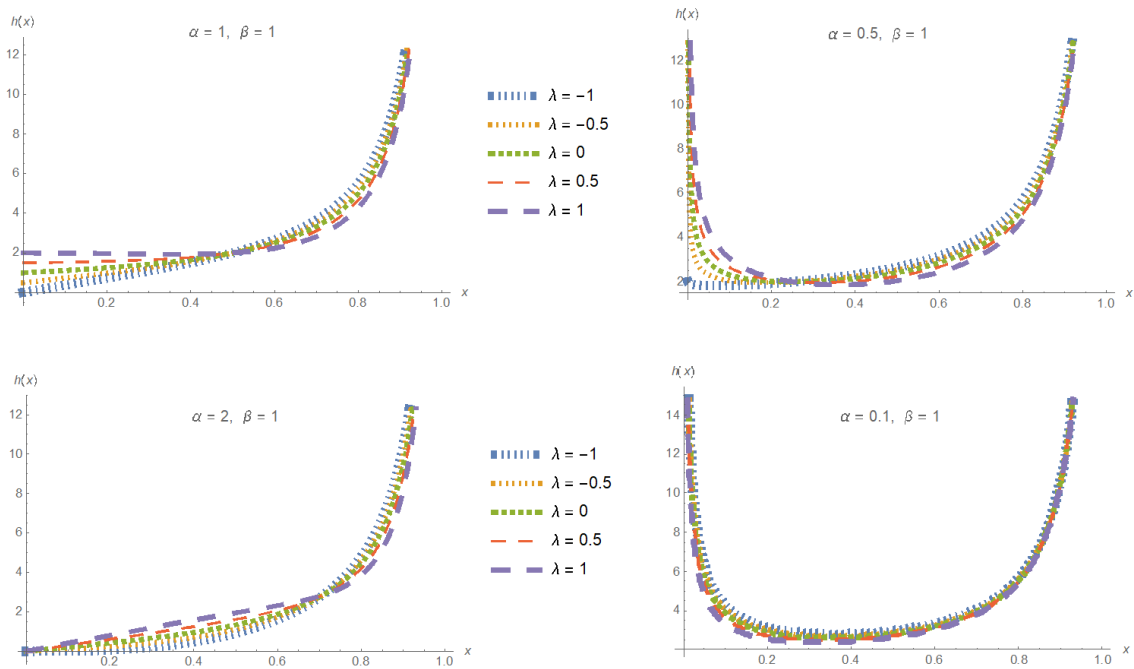 h(x)
α = 1, β = 1
12
10
8
6
4
2
0.2
0.4
0.6
0.8
1.0
x
λ = −1
λ = −0.5
λ = 0
λ = 0.5
λ = 1
h(x)
α = 0.5, β = 1
12
10
8
6
4
2
0.2
0.4
0.6
0.8
1.0
x
h(x)
α = 2, β = 1
12
10
8
6
4
2
0.2
0.4
0.6
0.8
1.0
x
λ = −1
λ = −0.5
λ = 0
λ = 0.5
λ = 1
h(x)
α = 0.1, β = 1
14
12
10
8
6
4
0.2
0.4
0.6
0.8
1.0
x